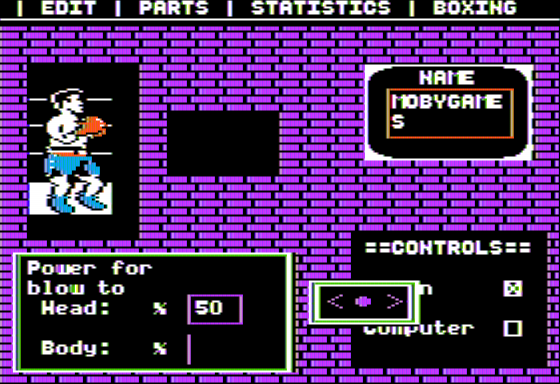 | EDIT | PARTS | STATISTICS | BOXING
NAME
MOBYGAME
S
==CONTROLS==
Power for
blow to
Head: % 50
Body: %
< >
n
Computer